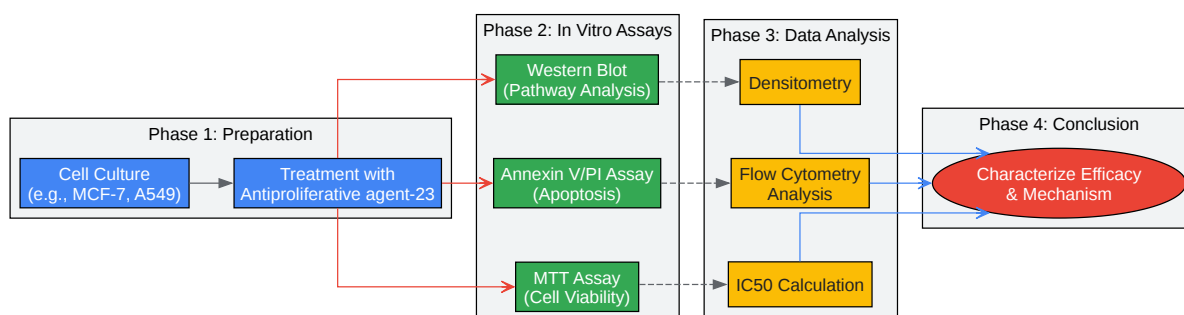 Phase 1: Preparation
Cell Culture
(e.g., MCF-7, A549)
Treatment with
Antiproliferative agent-23
Phase 2: In Vitro Assays
Western Blot
(Pathway Analysis)
Annexin V/PI Assay
(Apoptosis)
MTT Assay
(Cell Viability)
Phase 3: Data Analysis
Densitometry
Flow Cytometry
Analysis
IC50 Calculation
Phase 4: Conclusion
Characterize Efficacy
& Mechanism